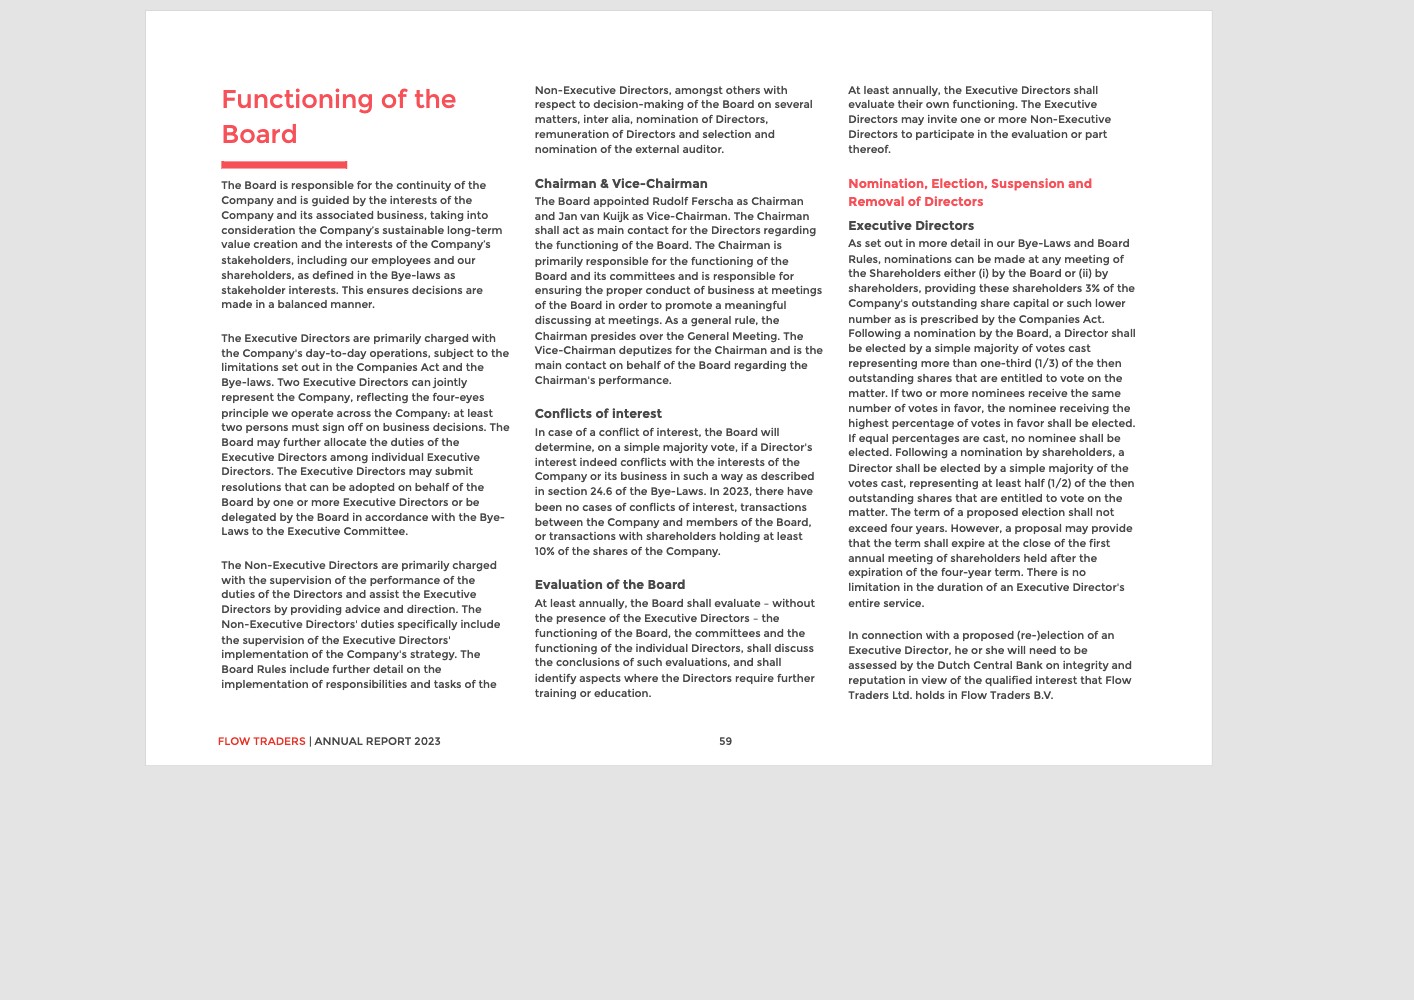 Functioning of the
Board
The Board is responsible for the continuity of the
Company and is guided by the interests of the
Company and its associated business, taking into
consideration the Company's sustainable long-term
value creation and the interests of the Company's
stakeholders, including our employees and our
shareholders, as defined in the Bye-laws as
stakeholder interests. This ensures decisions are
made in a balanced manner.
The Executive Directors are primarily charged with
the Company's day-to-day operations, subject to the
limitations set out in the Companies Act and the
Bye-laws. Two Executive Directors can jointly
represent the Company, reflecting the four-eyes
principle we operate across the Company: at least
two persons must sign off on business decisions. The
Board may further allocate the duties of the
Executive Directors among individual Executive
Directors. The Executive Directors may submit
resolutions that can be adopted on behalf of the
Board by one or more Executive Directors or be
delegated by the Board in accordance with the Bye-
Laws to the Executive Committee.
The Non-Executive Directors are primarily charged
with the supervision of the performance of the
duties of the Directors and assist the Executive
Directors by providing advice and direction. The
Non-Executive Directors' duties specifically include
the supervision of the Executive Directors'
implementation of the Company's strategy. The
Board Rules include further detail on the
implementation of responsibilities and tasks of the
Non-Executive Directors, amongst others with
respect to decision-making of the Board on several
matters, inter alia, nomination of Directors,
remuneration of Directors and selection and
nomination of the external auditor.
Chairman & Vice-Chairman
The Board appointed Rudolf Ferscha as Chairman
and Jan van Kuijk as Vice-Chairman. The Chairman
shall act as main contact for the Directors regarding
the functioning of the Board. The Chairman is
primarily responsible for the functioning of the
Board and its committees and is responsible for
ensuring the proper conduct of business at meetings
of the Board in order to promote a meaningful
discussing at meetings. As a general rule, the
Chairman presides over the General Meeting. The
Vice-Chairman deputizes for the Chairman and is the
main contact on behalf of the Board regarding the
Chairman's performance.
Conflicts of interest
In case of a conflict of interest, the Board will
determine, on a simple majority vote, if a Director's
interest indeed conflicts with the interests of the
Company or its business in such a way as described
in section 24.6 of the Bye-Laws. In 2023, there have
been no cases of conflicts of interest, transactions
between the Company and members of the Board,
or transactions with shareholders holding at least
10% of the shares of the Company.
Evaluation of the Board
At least annually, the Board shall evaluate – without
the presence of the Executive Directors – the
functioning of the Board, the committees and the
functioning of the individual Directors, shall discuss
the conclusions of such evaluations, and shall
identify aspects where the Directors require further
training or education.
At least annually, the Executive Directors shall
evaluate their own functioning. The Executive
Directors may invite one or more Non-Executive
Directors to participate in the evaluation or part
thereof.
Nomination, Election, Suspension and
Removal of Directors
Executive Directors
As set out in more detail in our Bye-Laws and Board
Rules, nominations can be made at any meeting of
the Shareholders either (i) by the Board or (ii) by
shareholders, providing these shareholders 3% of the
Company's outstanding share capital or such lower
number as is prescribed by the Companies Act.
Following a nomination by the Board, a Director shall
be elected by a simple majority of votes cast
representing more than one-third (1/3) of the then
outstanding shares that are entitled to vote on the
matter. If two or more nominees receive the same
number of votes in favor, the nominee receiving the
highest percentage of votes in favor shall be elected.
If equal percentages are cast, no nominee shall be
elected. Following a nomination by shareholders, a
Director shall be elected by a simple majority of the
votes cast, representing at least half (1/2) of the then
outstanding shares that are entitled to vote on the
matter. The term of a proposed election shall not
exceed four years. However, a proposal may provide
that the term shall expire at the close of the first
annual meeting of shareholders held after the
expiration of the four-year term. There is no
limitation in the duration of an Executive Director's
entire service.
In connection with a proposed (re-)election of an
Executive Director, he or she will need to be
assessed by the Dutch Central Bank on integrity and
reputation in view of the qualified interest that Flow
Traders Ltd. holds in Flow Traders B.V.
FLOW TRADERS | ANNUAL REPORT 2023
59